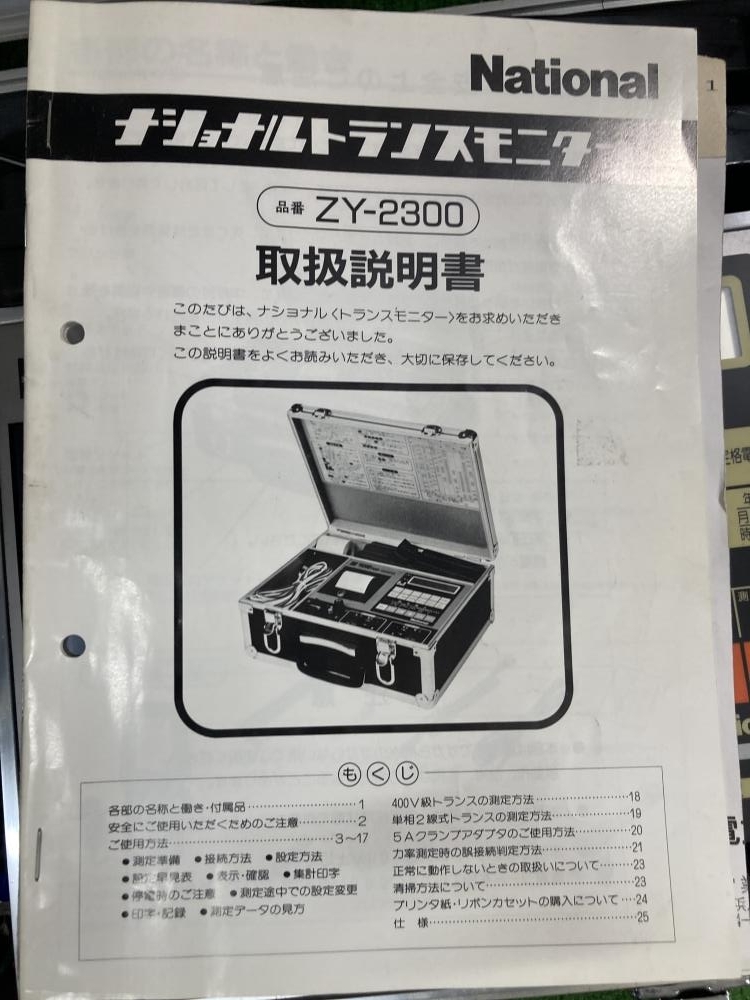 National
ナショナルトランスモニター
品番 ZY-2300
取扱説明書
このたびは、ナショナル〈トランスモニター〉をお求めいただき
まことにありがとうございました。
この説明書をよくお読みいただき、大切に保存してください。
もくじ
各部の名称と働き・付属品…………………1
安全にご使用いただくためのご注意…………2
ご使用方法…………………………3〜17
●測定準備 ●接続方法 ●設定方法
●設定早見表 ●表示・確認 ●集計印字
●停電時のご注意 ●測定途中での設定変更
●印字・記録 ●測定データの見方
400V級トランスの測定方法………………18
単相2線式トランスの測定方法……………19
5Aクランプアダプタのご使用方法…………20
力率測定時の誤接続判定方法………………21
正常に動作しないときの取扱いについて……23
清掃方法について…………………………23
プリンタ紙・リボンカセットの購入について…24
仕様…………………………………25
1